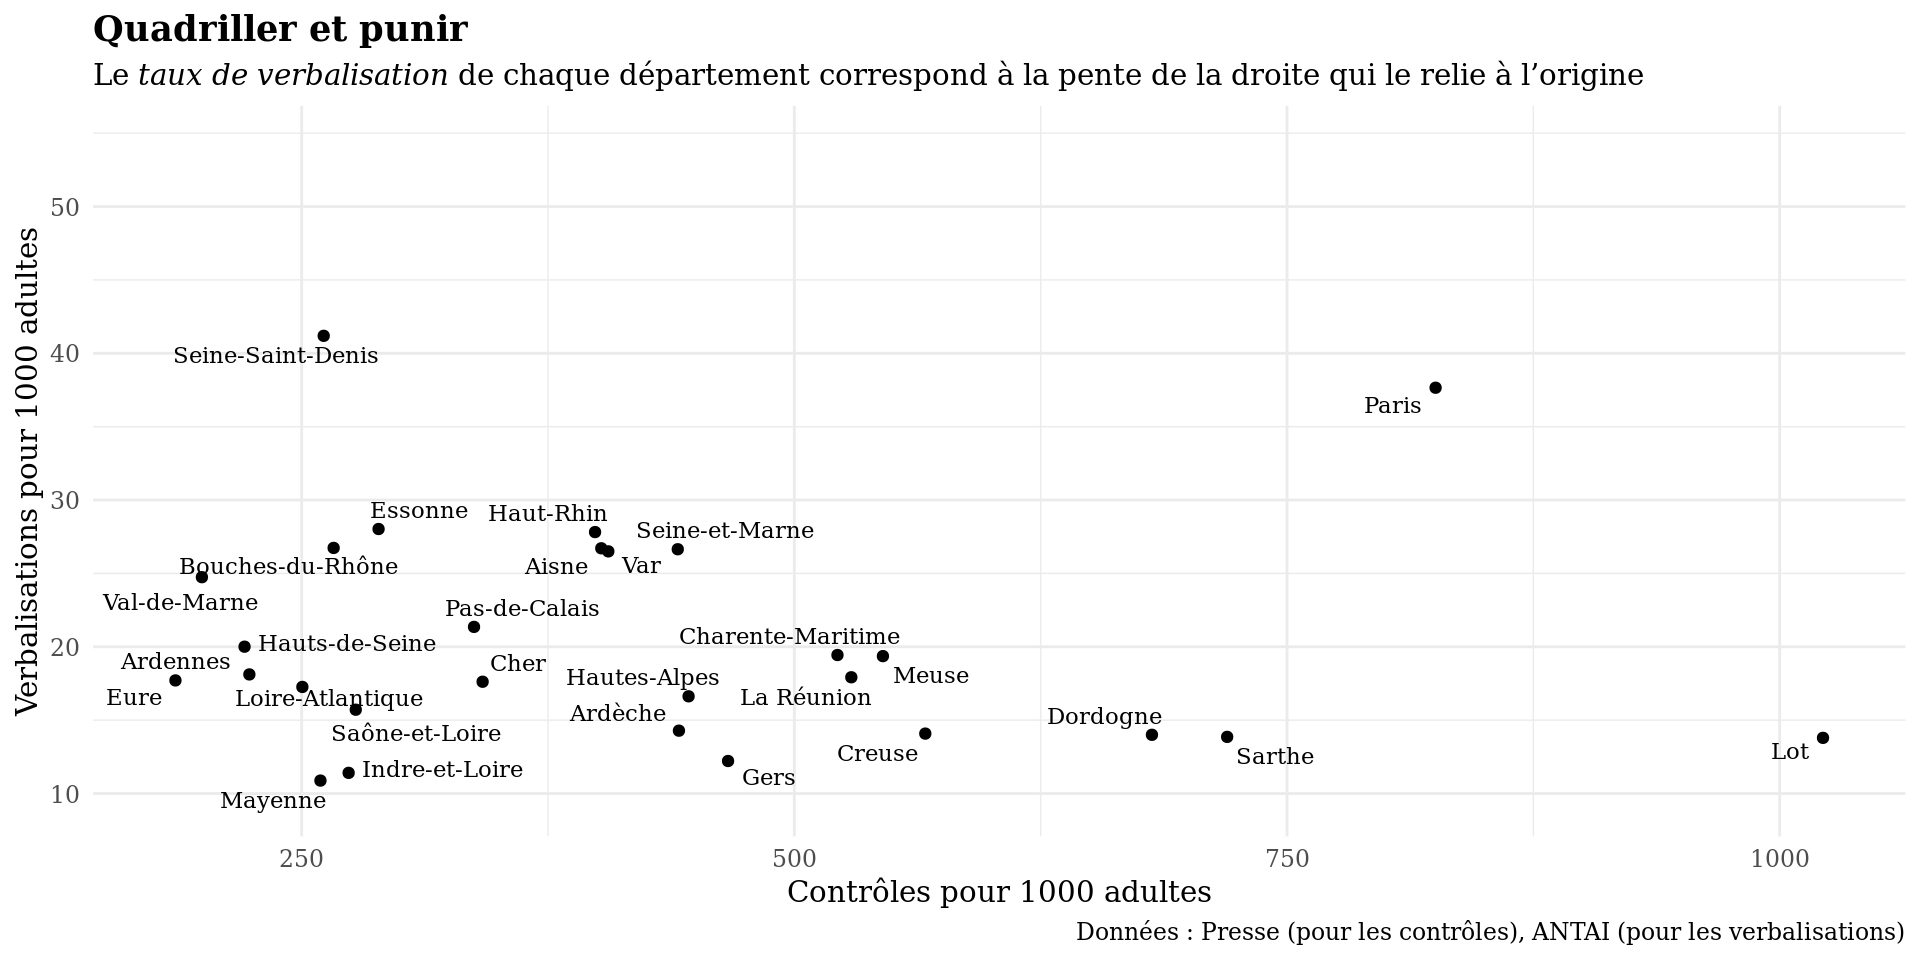 Quadriller et punir
Le taux de verbalisation de chaque département correspond à la pente de la droite qui le relie à l’origine
Verbalisations pour 1000 adultes
50
40
30
20
10
Seine-Saint-Denis
Paris
Essonne
Haut-Rhin
Seine-et-Marne
Bouches-du-Rhône
Aisne
Var
Val-de-Marne
Pas-de-Calais
Charente-Maritime
Hauts-de-Seine
Ardennes
Cher
Hautes-Alpes
Meuse
Eure
Loire-Atlantique
La Réunion
Ardèche
Dordogne
Saône-et-Loire
Creuse
Sarthe
Lot
Indre-et-Loire
Gers
Mayenne
250
500
750
1000
Contrôles pour 1000 adultes
Données : Presse (pour les contrôles), ANTAI (pour les verbalisations)